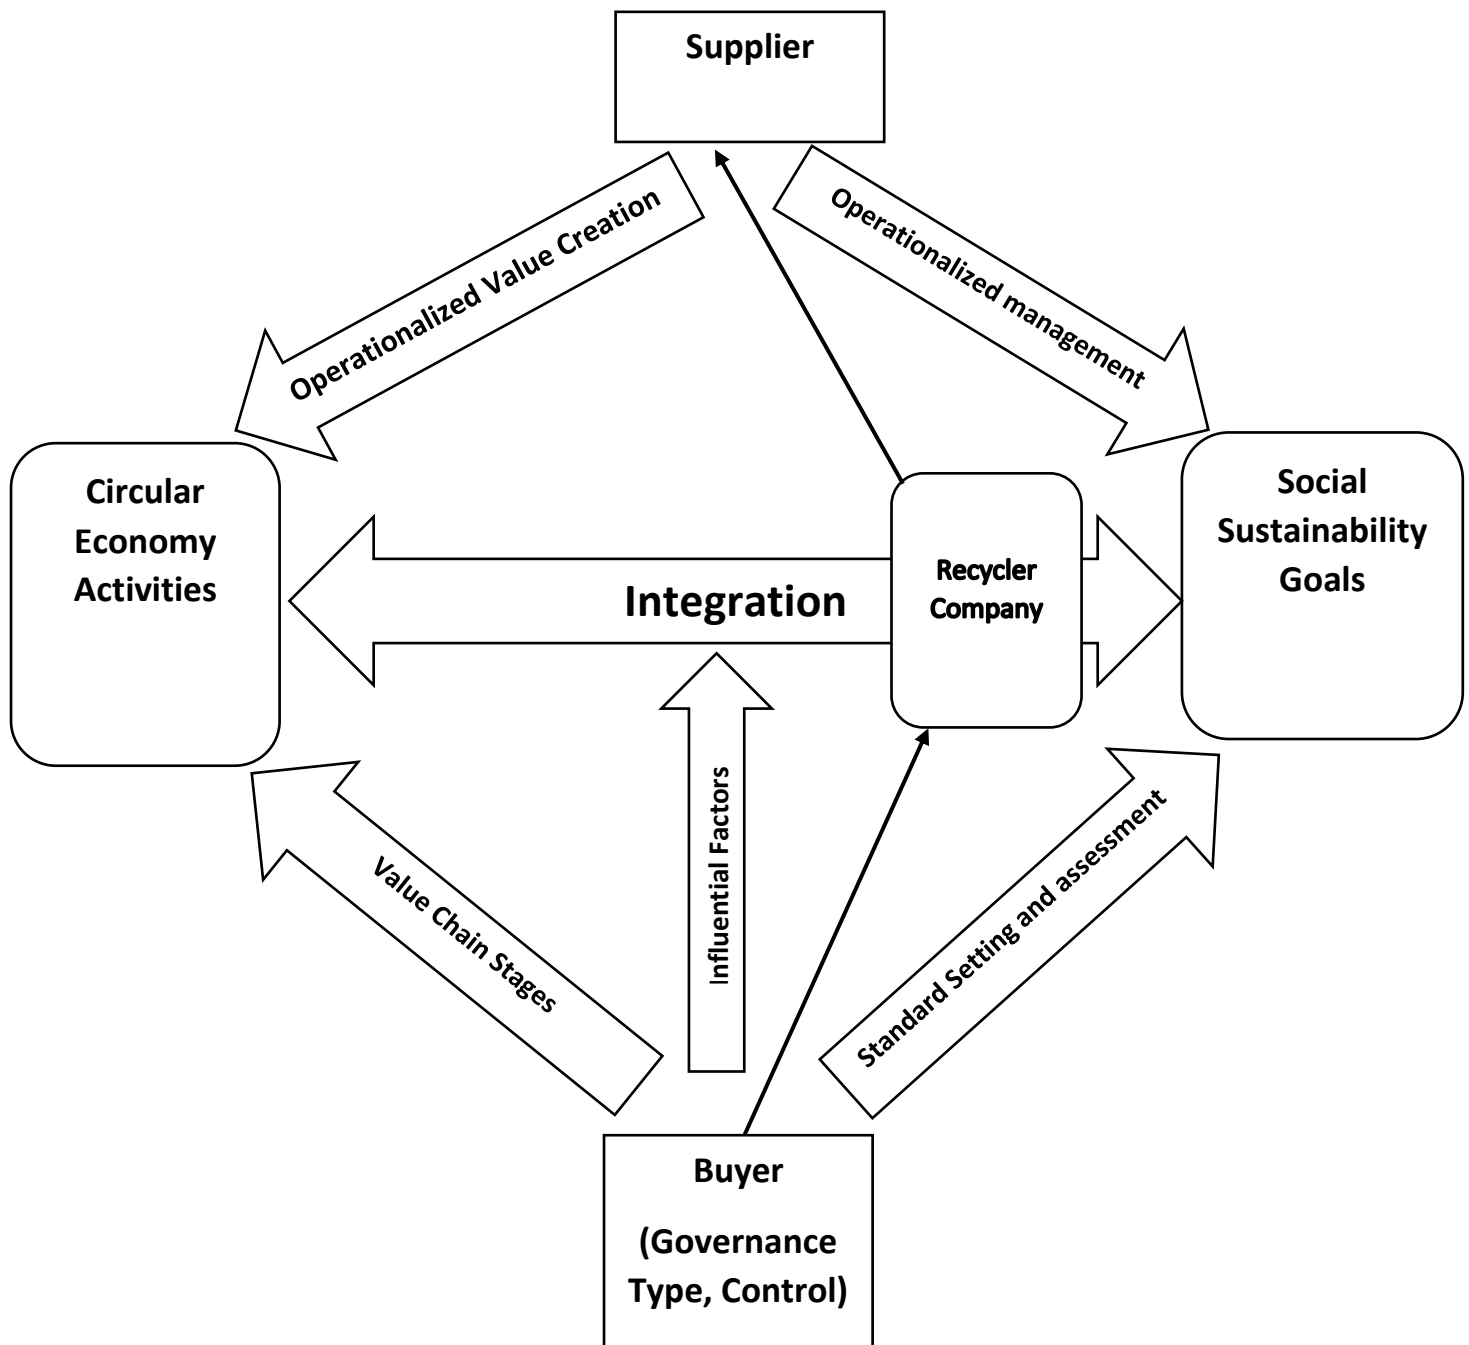 Supplier
Operationalized Value Creation
Operationalized management
Circular
Economy
Activities
Integration
Recycler
Company
Social
Sustainability
Goals
Value Chain Stages
Influential Factors
Standard Setting and assessment
Buyer
(Governance
Type, Control)